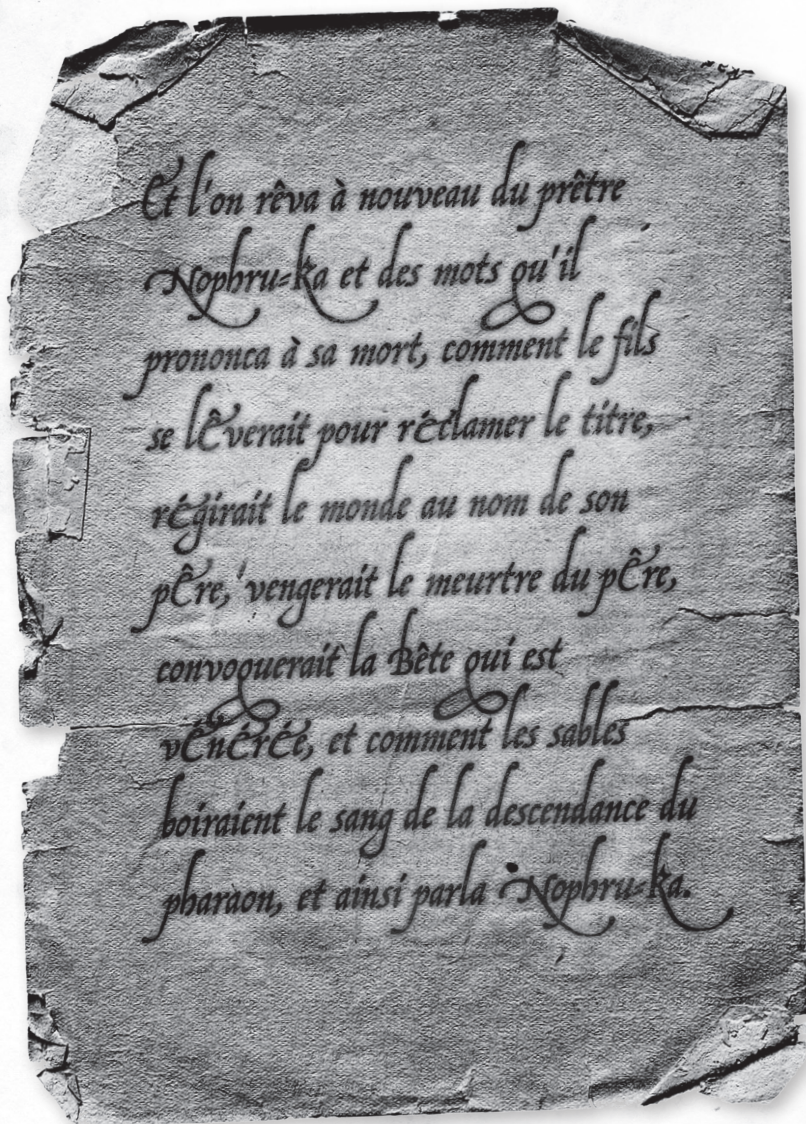 Et l'on rêva à nouveau du prêtre
Nophru-ka et des mots qu'il
prononca à sa mort, comment le fils
se lêverait pour réclamer le titre,
régirait le monde au nom de son
pêre, vengerait le meurtre du pêre,
convoquerait la Bête qui est
vénérée, et comment les sables
boiraient le sang de la descendance du
pharaon, et ainsi parla Nophru-ka.